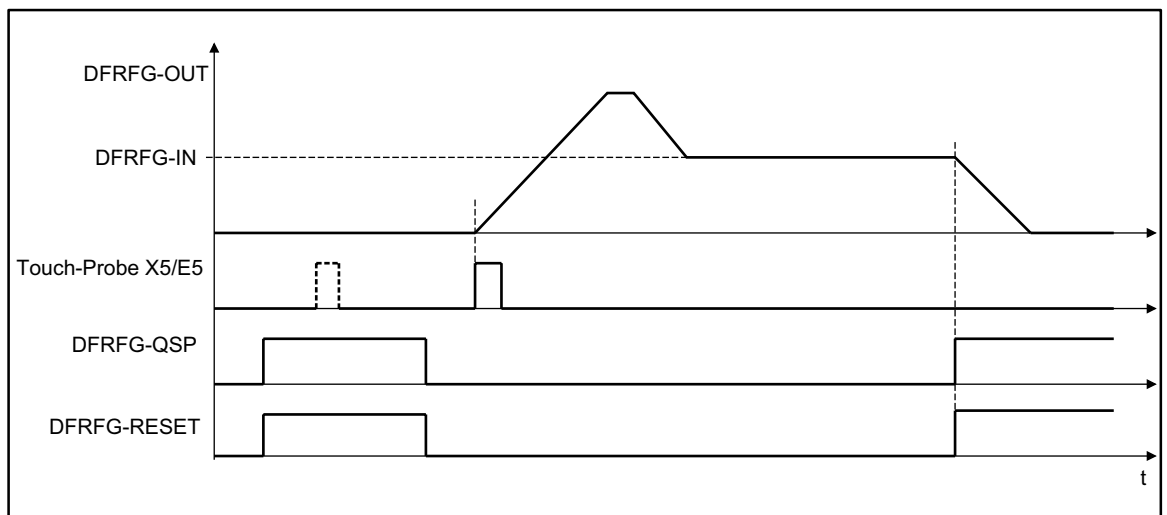 DFRFG-OUT
DFRFG-IN
Touch-Probe X5/E5
DFRFG-QSP
DFRFG-RESET
t